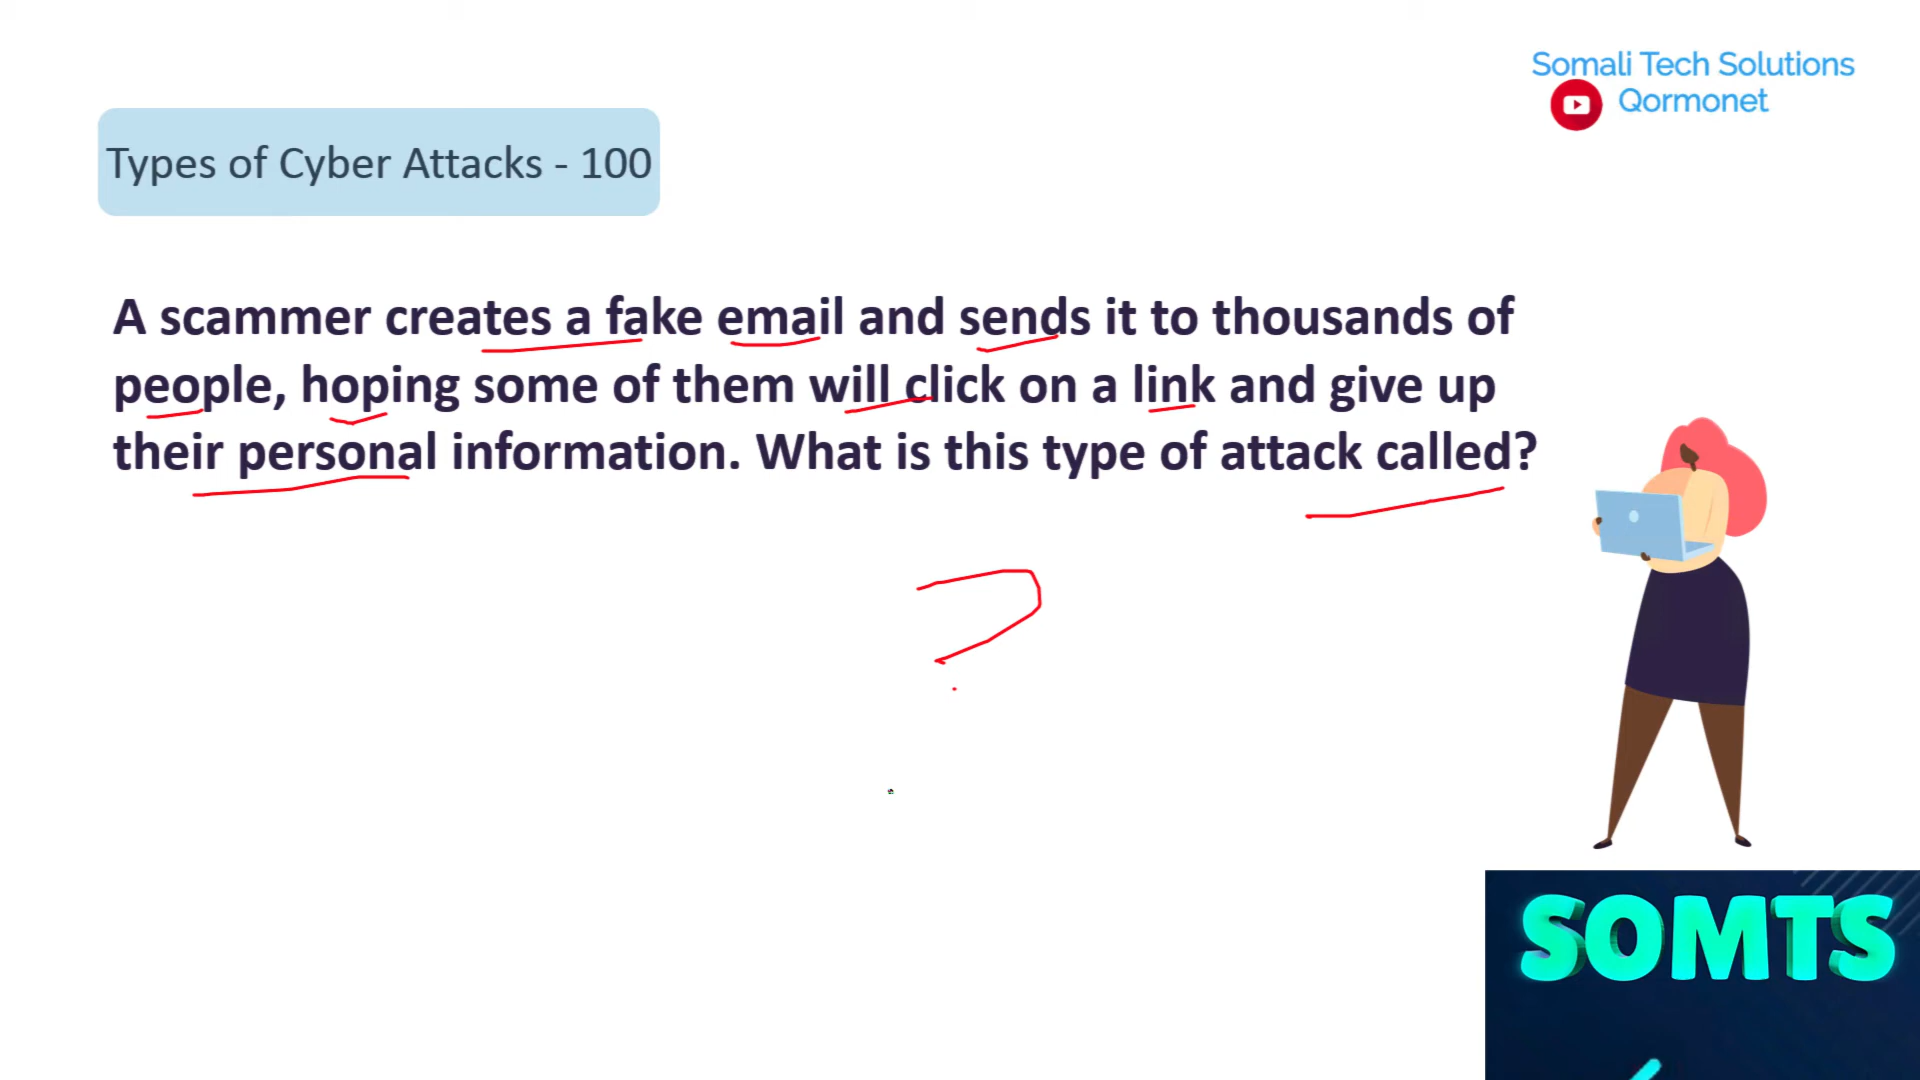 Somali Tech Solutions
Qormonet
Types of Cyber Attacks - 100
A scammer creates a fake email and sends it to thousands of
people, hoping some of them will click on a link and give up
their personal information. What is this type of attack called?
?
SOMTS